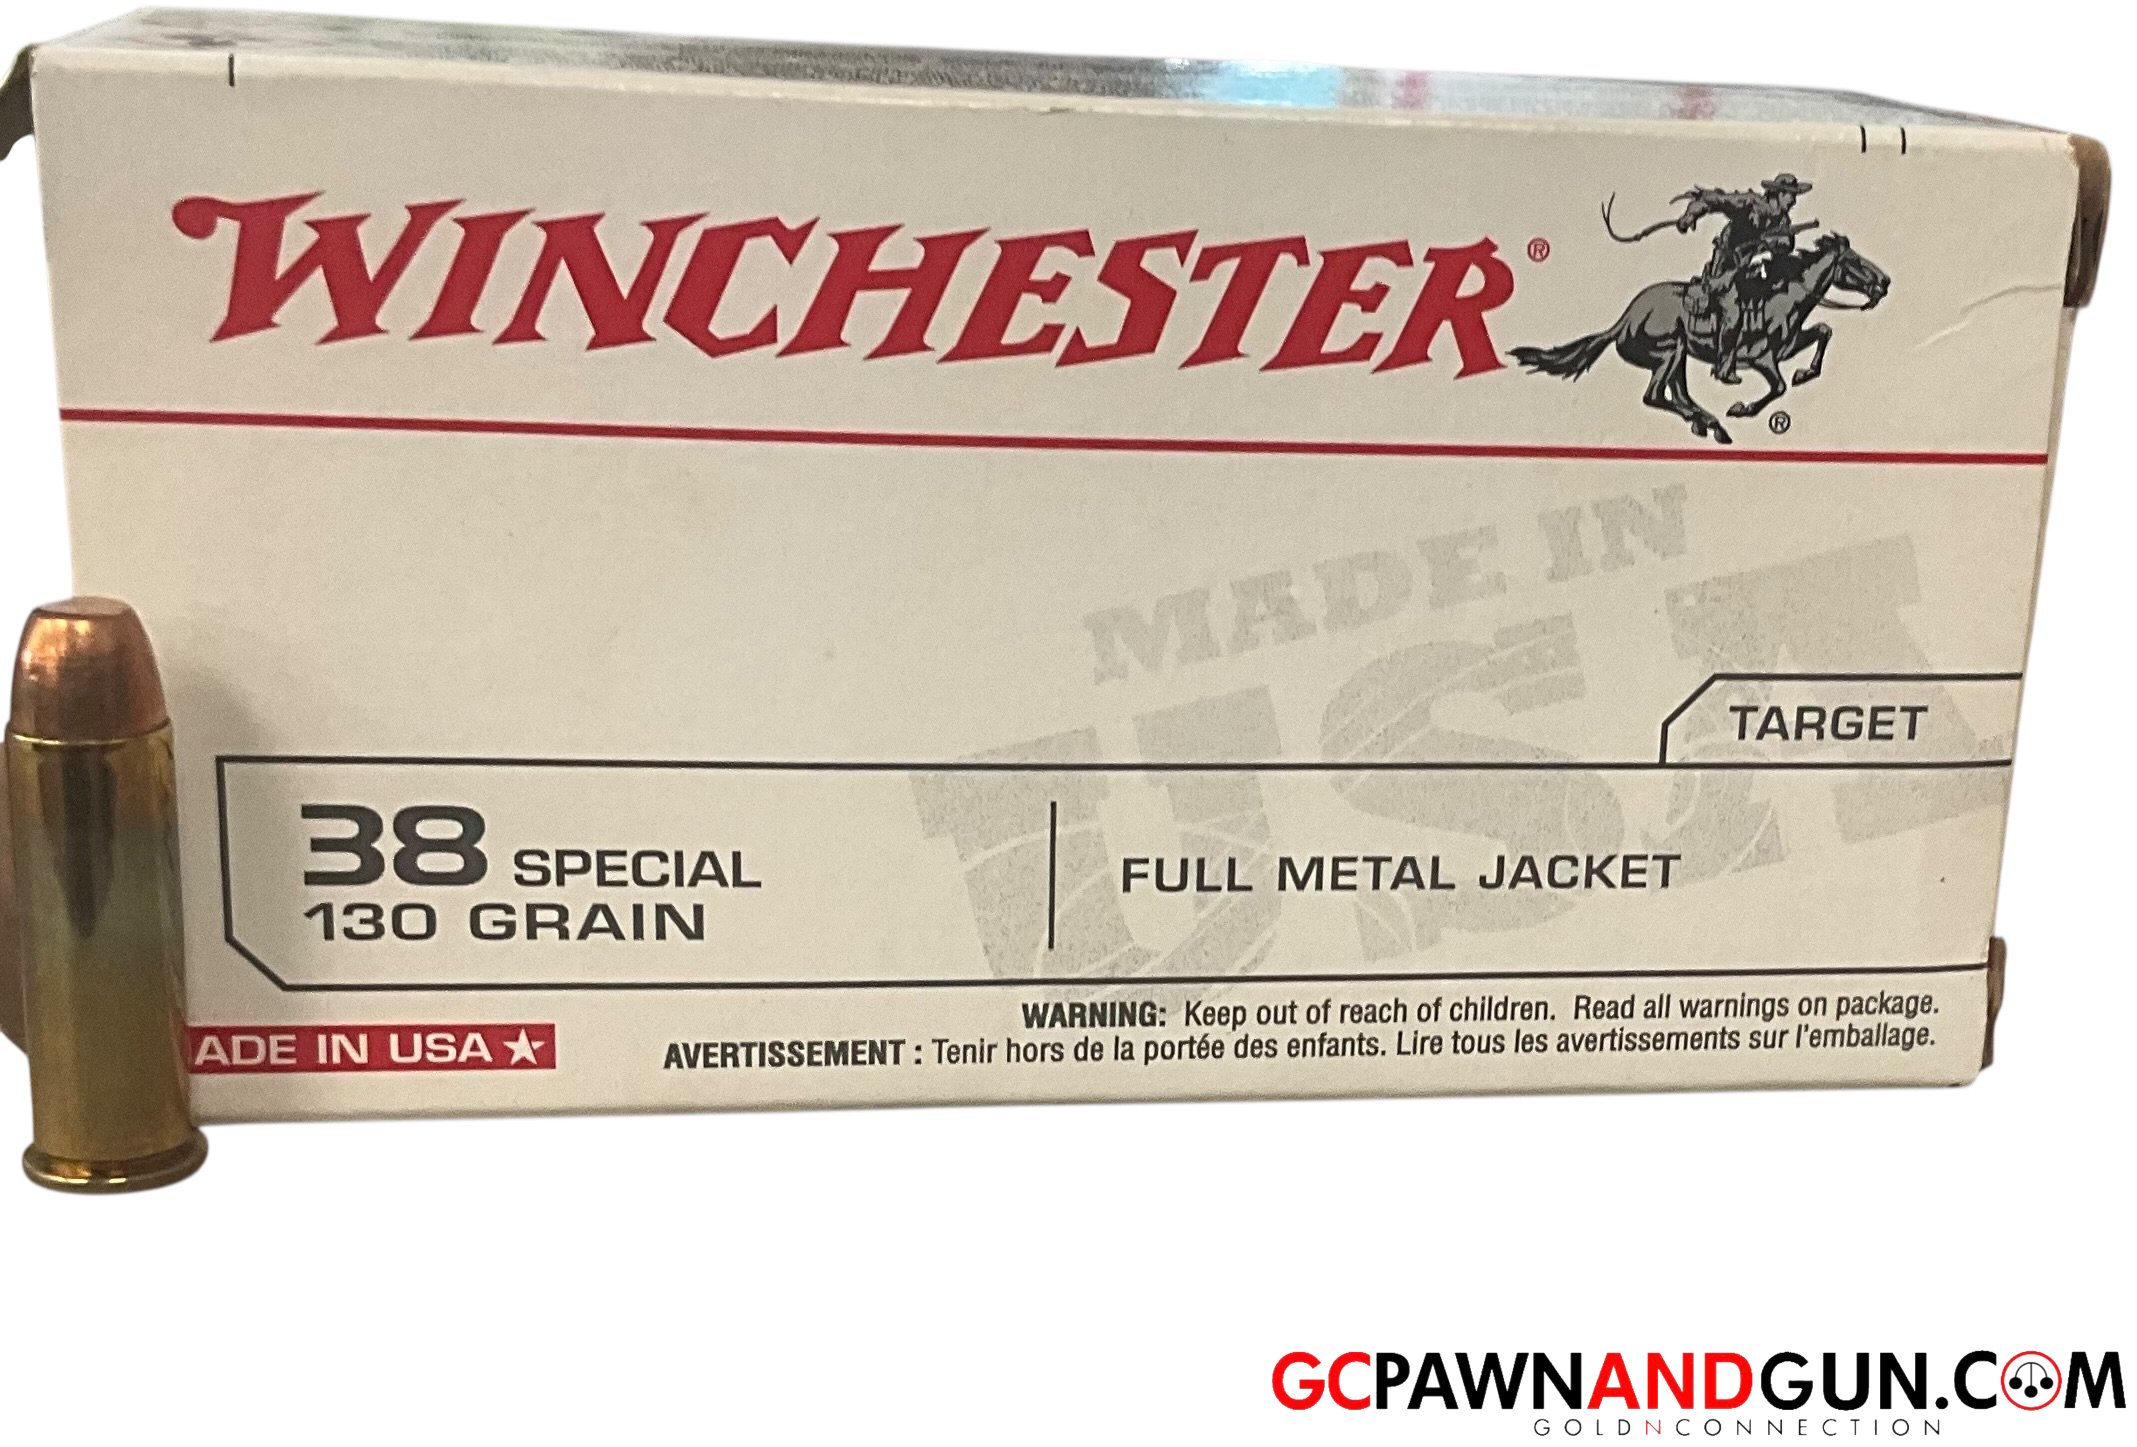 WINCHESTER®
®
MADE IN
USA
TARGET
38 SPECIAL
130 GRAIN
FULL METAL JACKET
ADE IN USA
WARNING: Keep out of reach of children. Read all warnings on package.
AVERTISSEMENT : Tenir hors de la portée des enfants. Lire tous les avertissements sur l'emballage.
GCPAWNANDGUN.COM
GOLDNCONNECTION